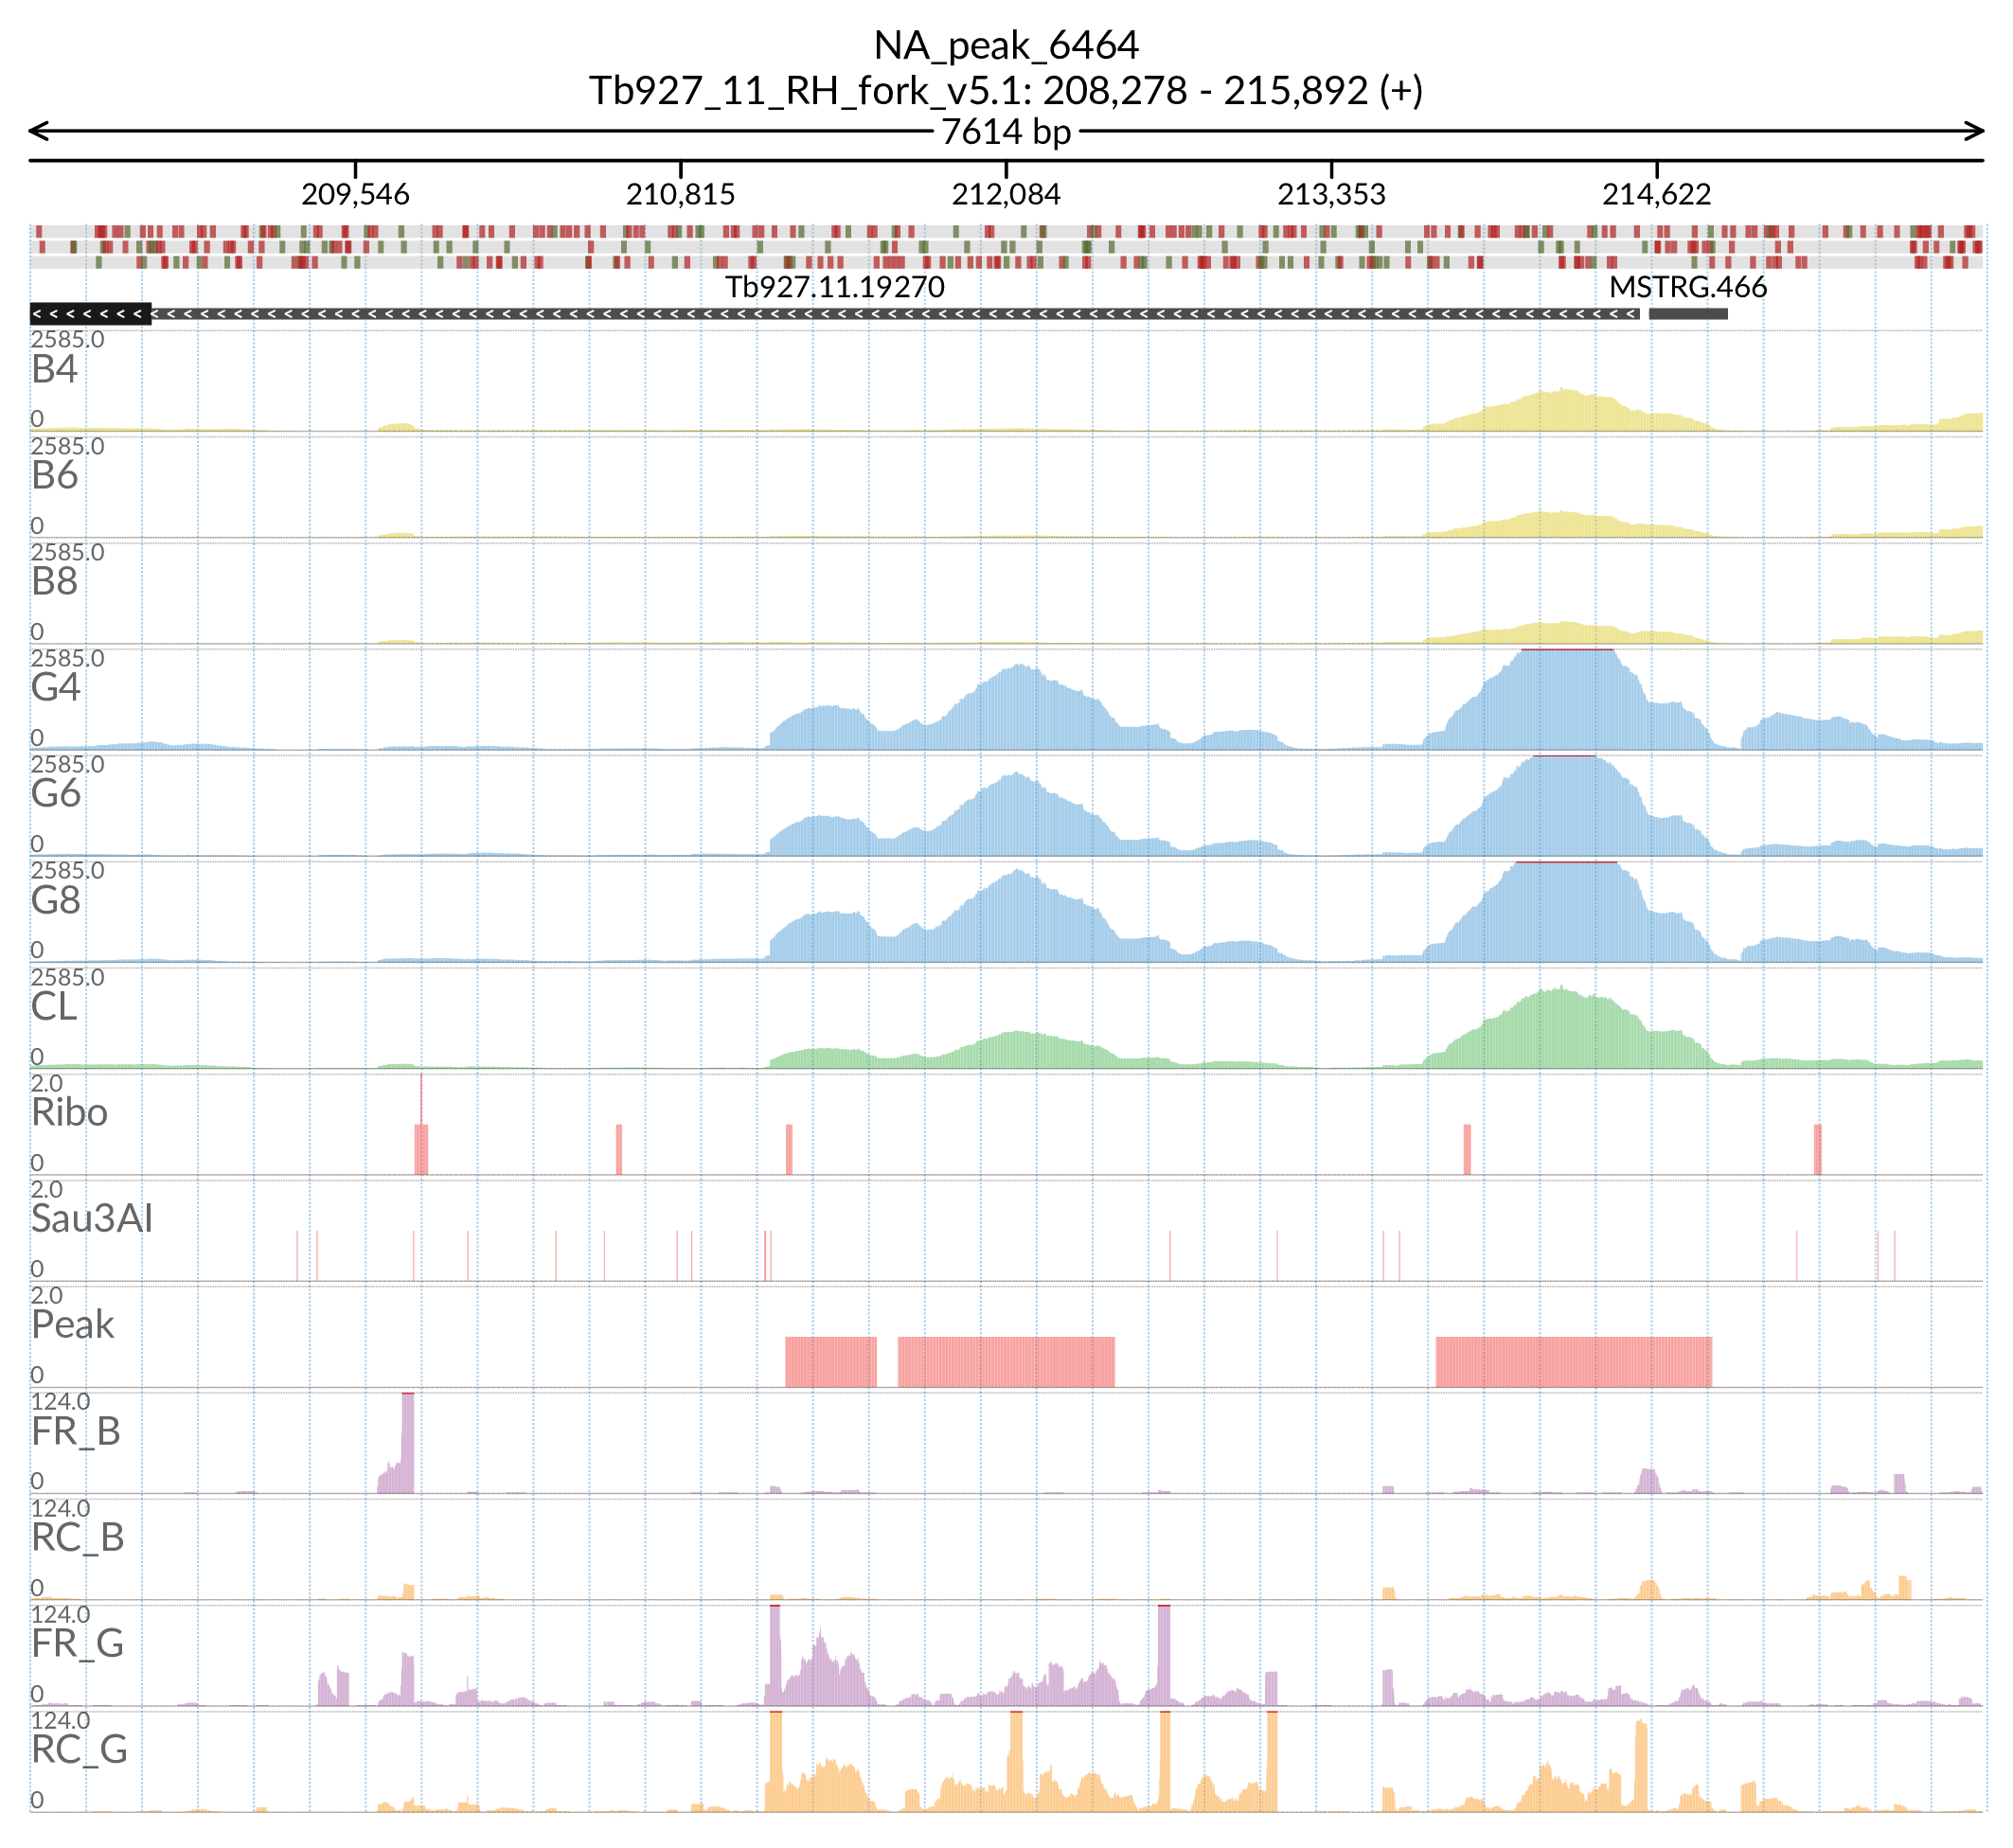 NA_peak_6464
Tb927_11_RH_fork_v5.1: 208,278 - 215,892 (+)
7614 bp
209,546 210,815 212,084 213,353 214,622
Tb927.11.19270 MSTRG.466
2585.0
B4
0
2585.0
B6
0
2585.0
B8
0
2585.0
G4
0
2585.0
G6
0
2585.0
G8
0
2585.0
CL
0
2.0
Ribo
0
2.0
Sau3AI
0
2.0
Peak
0
124.0
FR_B
0
124.0
RC_B
0
124.0
FR_G
0
124.0
RC_G
0